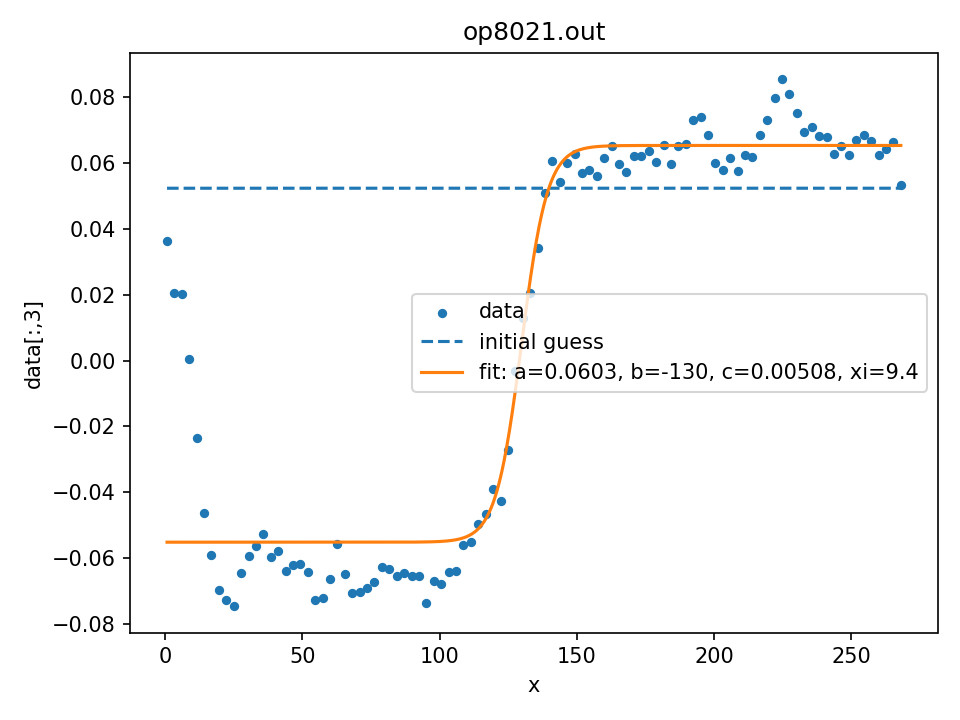 op8021.out
0.08
0.06
0.04
0.02
0.00
−0.02
−0.04
−0.06
−0.08
data[:,3]
data
initial guess
fit: a=0.0603, b=-130, c=0.00508, xi=9.4
0 50 100 150 200 250
x